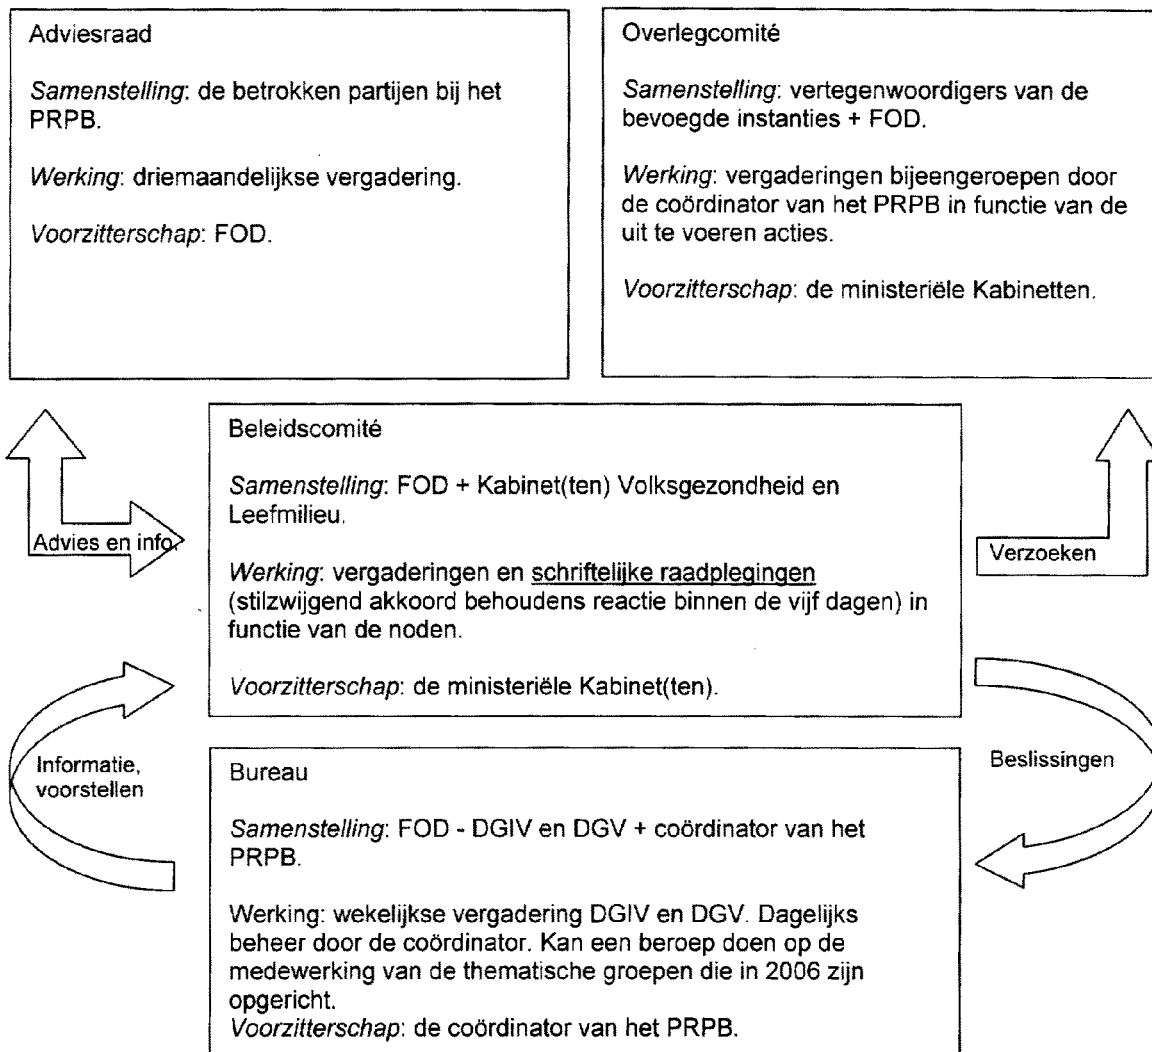 Adviesraad
Samenstelling: de betrokken partijen bij het
PRPB.
Werking: driemaandelijkse vergadering.
Voorzitterschap: FOD.
Overlegcomité
Samenstelling: vertegenwoordigers van de
bevoegde instanties + FOD.
Werking: vergaderingen bijeengeroepen door
de coördinator van het PRPB in functie van de
uit te voeren acties.
Voorzitterschap: de ministeriële Kabinetten.
Advies en info.
Beleidscomité
Samenstelling: FOD + Kabinet(ten) Volksgezondheid en
Leefmilieu.
Werking: vergaderingen en schriftelijke raadplegingen
(stilzwijgend akkoord behoudens reactie binnen de vijf dagen) in
functie van de noden.
Voorzitterschap: de ministeriële Kabinet(ten).
Verzoeken
Informatie,
voorstellen
Beslissingen
Bureau
Samenstelling: FOD - DGIV en DGV + coördinator van het
PRPB.
Werking: wekelijkse vergadering DGIV en DGV. Dagelijks
beheer door de coördinator. Kan een beroep doen op de
medewerking van de thematische groepen die in 2006 zijn
opgericht.
Voorzitterschap: de coördinator van het PRPB.